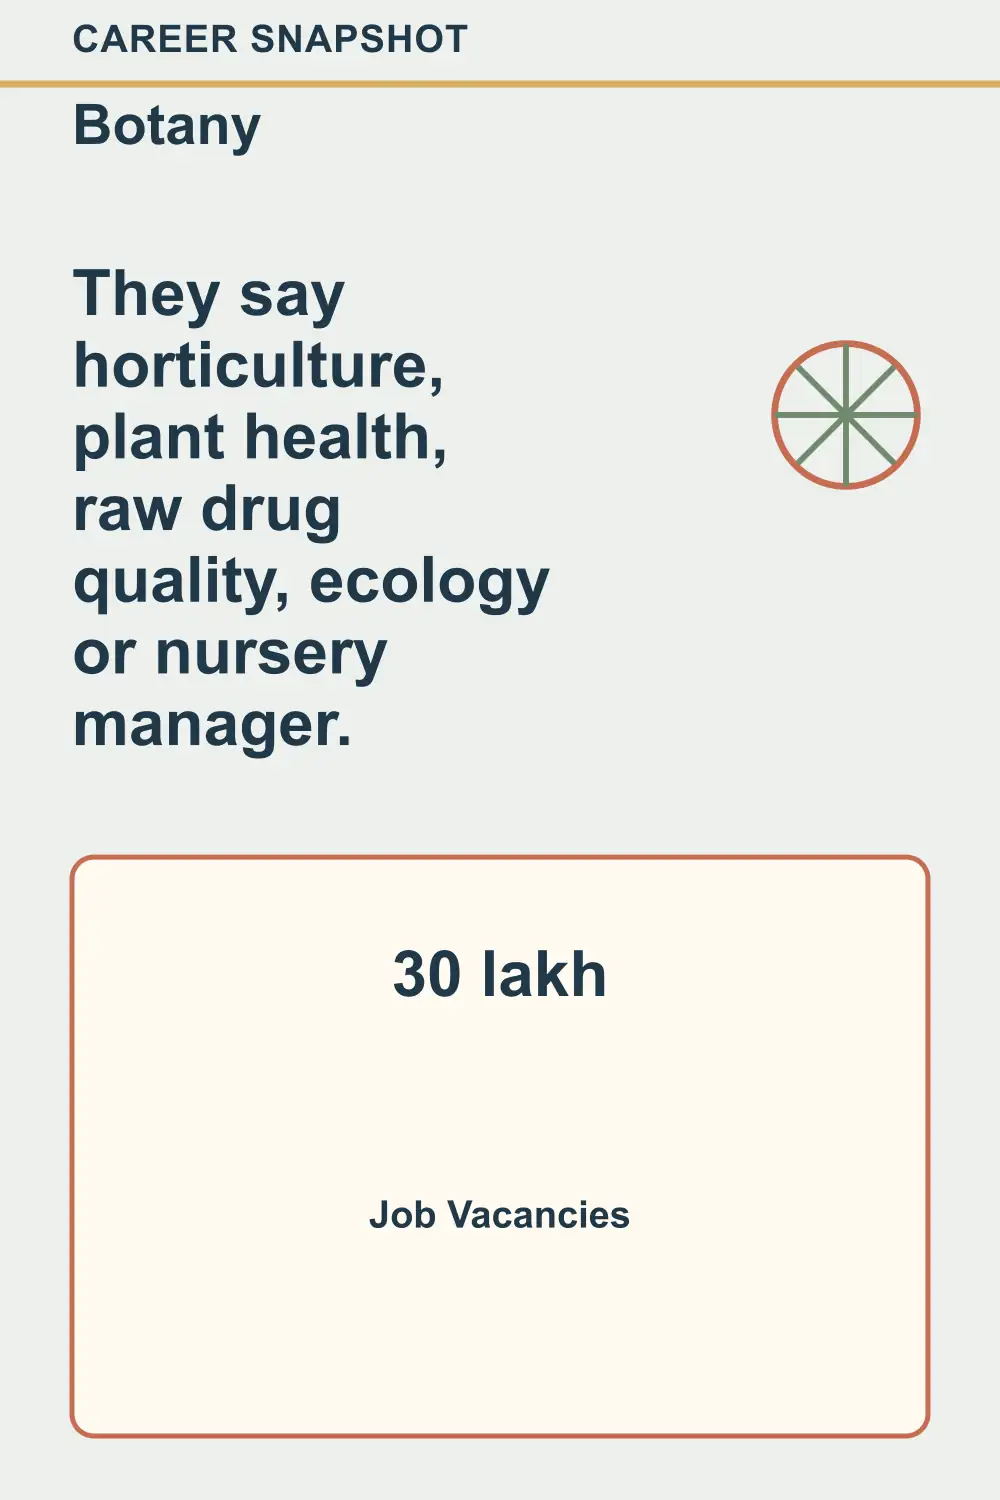 CAREER SNAPSHOT
Botany
They say
horticulture,
plant health,
raw drug
quality, ecology
or nursery
manager.
30 lakh
Job Vacancies